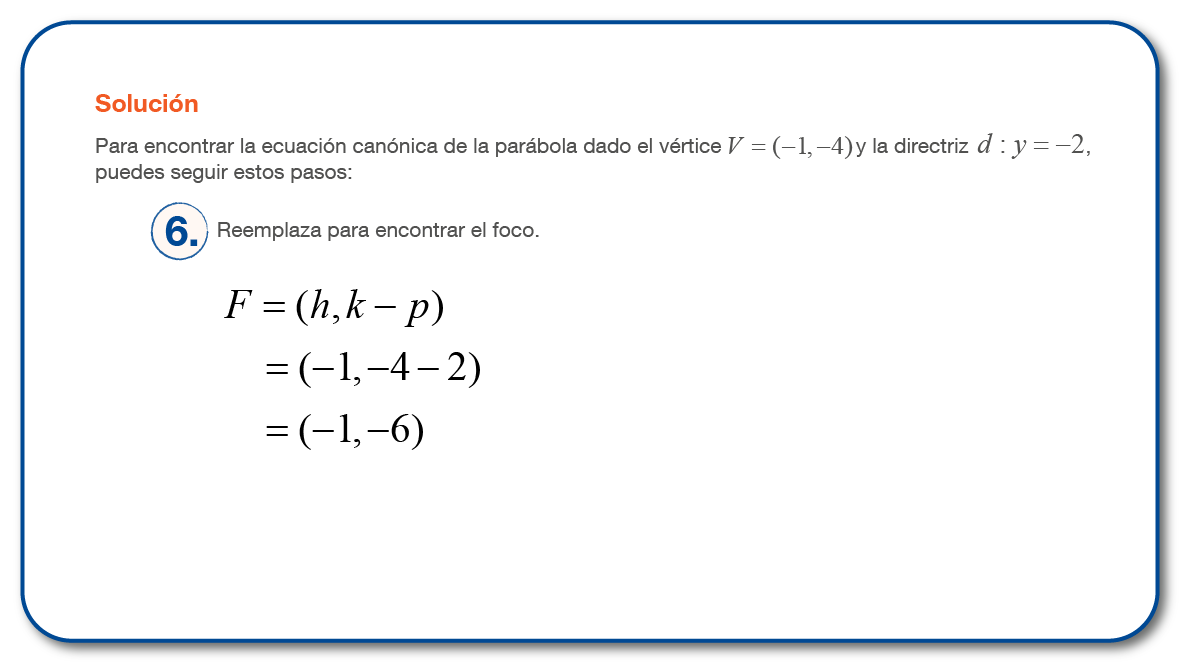 Solución
Para encontrar la ecuación canónica de la parábola dado el vértice V = (−1, −4) y la directriz d : y = −2,
puedes seguir estos pasos:
6. Reemplaza para encontrar el foco.
F = (h, k − p)
= (−1, −4 − 2)
= (−1, −6)